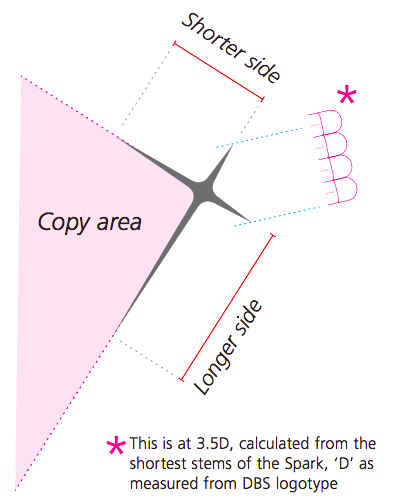 Shorter side
*
Copy area
Longer side
* This is at 3.5D, calculated from the
shortest stems of the Spark, ‘D’ as
measured from DBS logotype